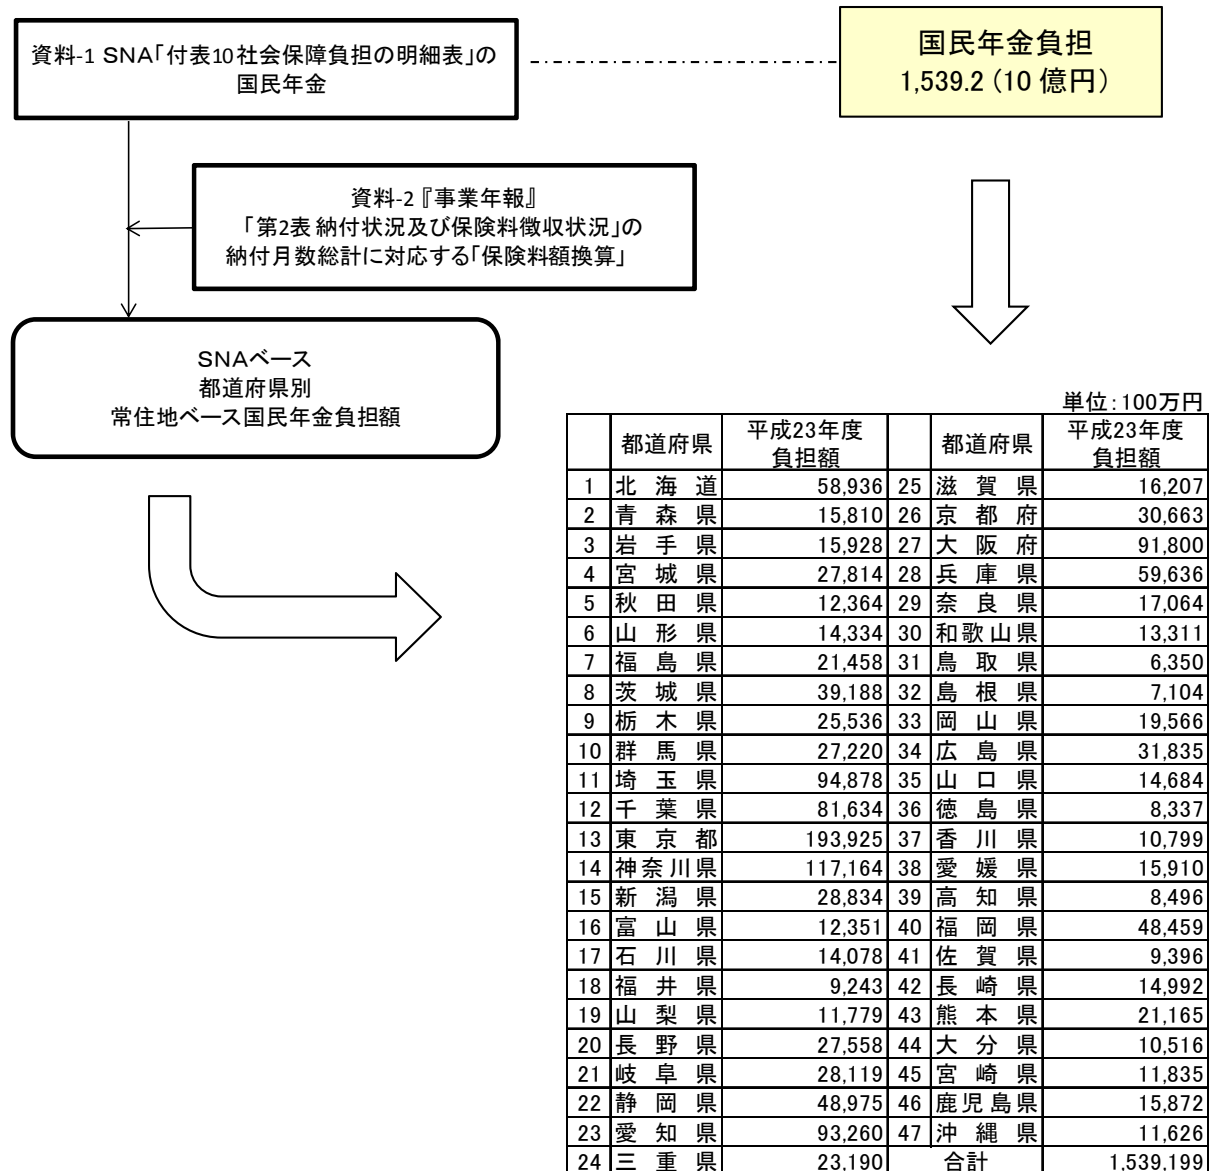 資料-1 SNA「付表10社会保障負担の明細表」の
国民年金
国民年金負担
1,539.2（10 億円）
資料-2『事業年報』
「第2表 納付状況及び保険料徴収状況」の
納付月数総計に対応する「保険料額換算」
SNAベース
都道府県別
常住地ベース国民年金負担額
単位：100万円
都道府県 平成23年度 負担額 都道府県 平成23年度 負担額
1 北海道 58,936 25 滋賀県 16,207
2 青森県 15,810 26 京都府 30,663
3 岩手県 15,928 27 大阪府 91,800
4 宮城県 27,814 28 兵庫県 59,636
5 秋田県 12,364 29 奈良県 17,064
6 山形県 14,334 30 和歌山県 13,311
7 福島県 21,458 31 鳥取県 6,350
8 茨城県 39,188 32 島根県 7,104
9 栃木県 25,536 33 岡山県 19,566
10 群馬県 27,220 34 広島県 31,835
11 埼玉県 94,878 35 山口県 14,684
12 千葉県 81,634 36 徳島県 8,337
13 東京都 193,925 37 香川県 10,799
14 神奈川県 117,164 38 愛媛県 15,910
15 新潟県 28,834 39 高知県 8,496
16 富山県 12,351 40 福岡県 48,459
17 石川県 14,078 41 佐賀県 9,396
18 福井県 9,243 42 長崎県 14,992
19 山梨県 11,779 43 熊本県 21,165
20 長野県 27,558 44 大分県 10,516
21 岐阜県 28,119 45 宮崎県 11,835
22 静岡県 48,975 46 鹿児島県 15,872
23 愛知県 93,260 47 沖縄県 11,626
24 三重県 23,190 合計 1,539,199